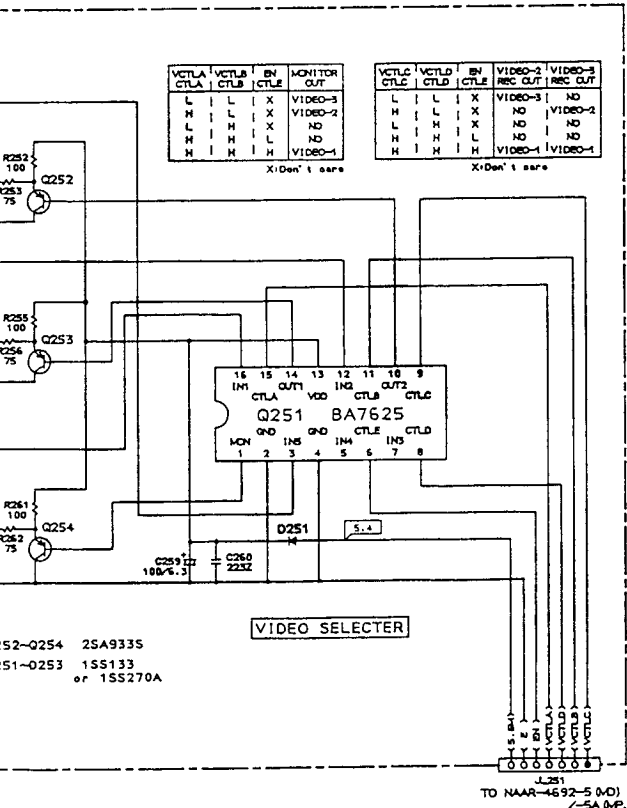 VCTLA VCTLB EN MONITOR
CTLA CTLB CTLE OUT
L L X VIDEO-3
H L X VIDEO-2
L H X NO
H H L NO
H H H VIDEO-1
X:Don't care
VCTLC VCTLD EN VIDEO-2 VIDEO-3
CTLC CTLD CTLE REC OUT REC OUT
L L X VIDEO-3 NO
H L X NO VIDEO-2
L H X NO NO
H H L NO NO
H H H VIDEO-1 VIDEO-1
X:Don't care
R252
100
Q252
R253
75
R255
100
Q253
R256
75
16 15 14 13 12 11 10 9
IN1 OUT1 IN2 OUT2
CTLA VDD CTLB CTLC
Q251 BA7625
GND GND CTLE CTLD
MON IN5 IN4 IN3
1 2 3 4 5 6 7 8
R261
100
Q254
R262
75
D251
5.4
C259 +
100/6.3
C260
223Z
VIDEO SELECTER
252~Q254 2SA933S
251~D253 1SS133
or 1SS270A
E
EN
VCTLA
VCTLD
VCTLB
VCTLC
JL251
TO NAAR-4692-5